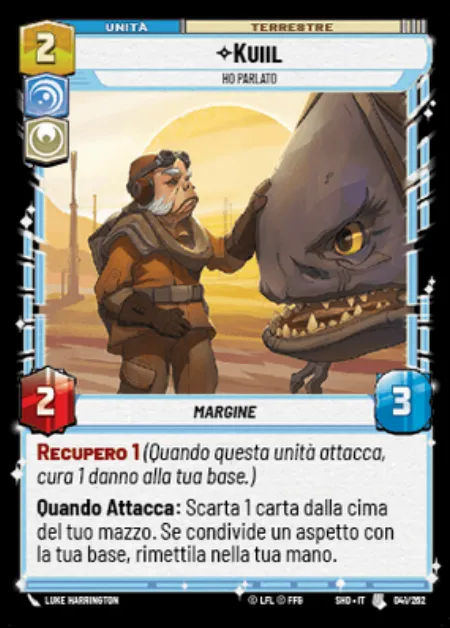 2
UNITÀ
TERRESTRE
KUIIL
HO PARLATO
2
MARGINE
3
RECUPERO 1 (Quando questa unità attacca,
cura 1 danno alla tua base.)
Quando Attacca: Scarta 1 carta dalla cima
del tuo mazzo. Se condivide un aspetto con
la tua base, rimettila nella tua mano.
LUKE HARRINGTON
© LFL © FFG
SHD • IT
041/262